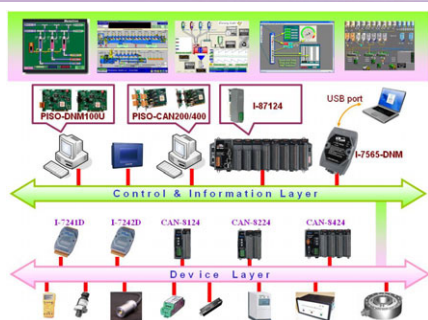 PISO-DNM100U
PISO-CAN200/400
I-87124
USB port
I-7565-DNM
Control & Information Layer
I-7241D
I-7242D
CAN-8124
CAN-8224
CAN-8424
Device Layer